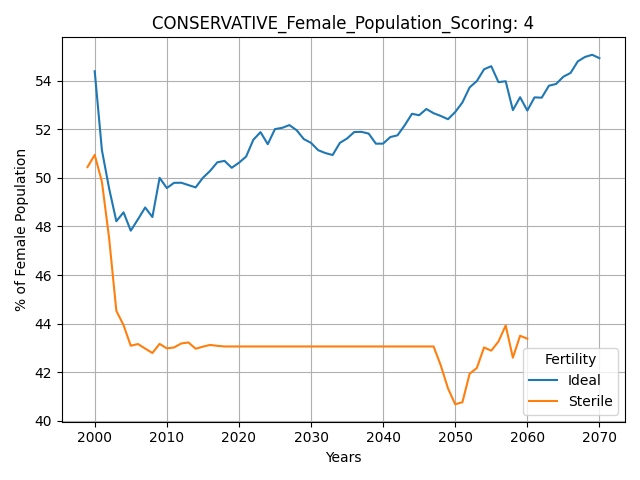 CONSERVATIVE_Female_Population_Scoring: 4
% of Female Population
54
52
50
48
46
44
42
40
2000 2010 2020 2030 2040 2050 2060 2070
Years
Fertility
Ideal
Sterile